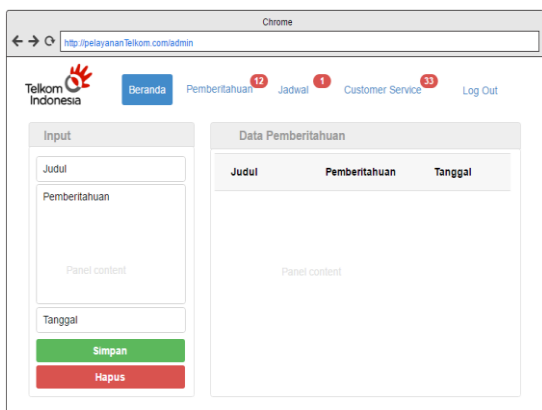 Chrome
http://pelayananTelkom.com/admin
Telkom
Indonesia
Beranda
Pemberitahuan 12
Jadwal 1
Customer Service 33
Log Out
Input
Data Pemberitahuan
Judul
Judul Pemberitahuan Tanggal
Pemberitahuan
Panel content
Panel content
Tanggal
Simpan
Hapus